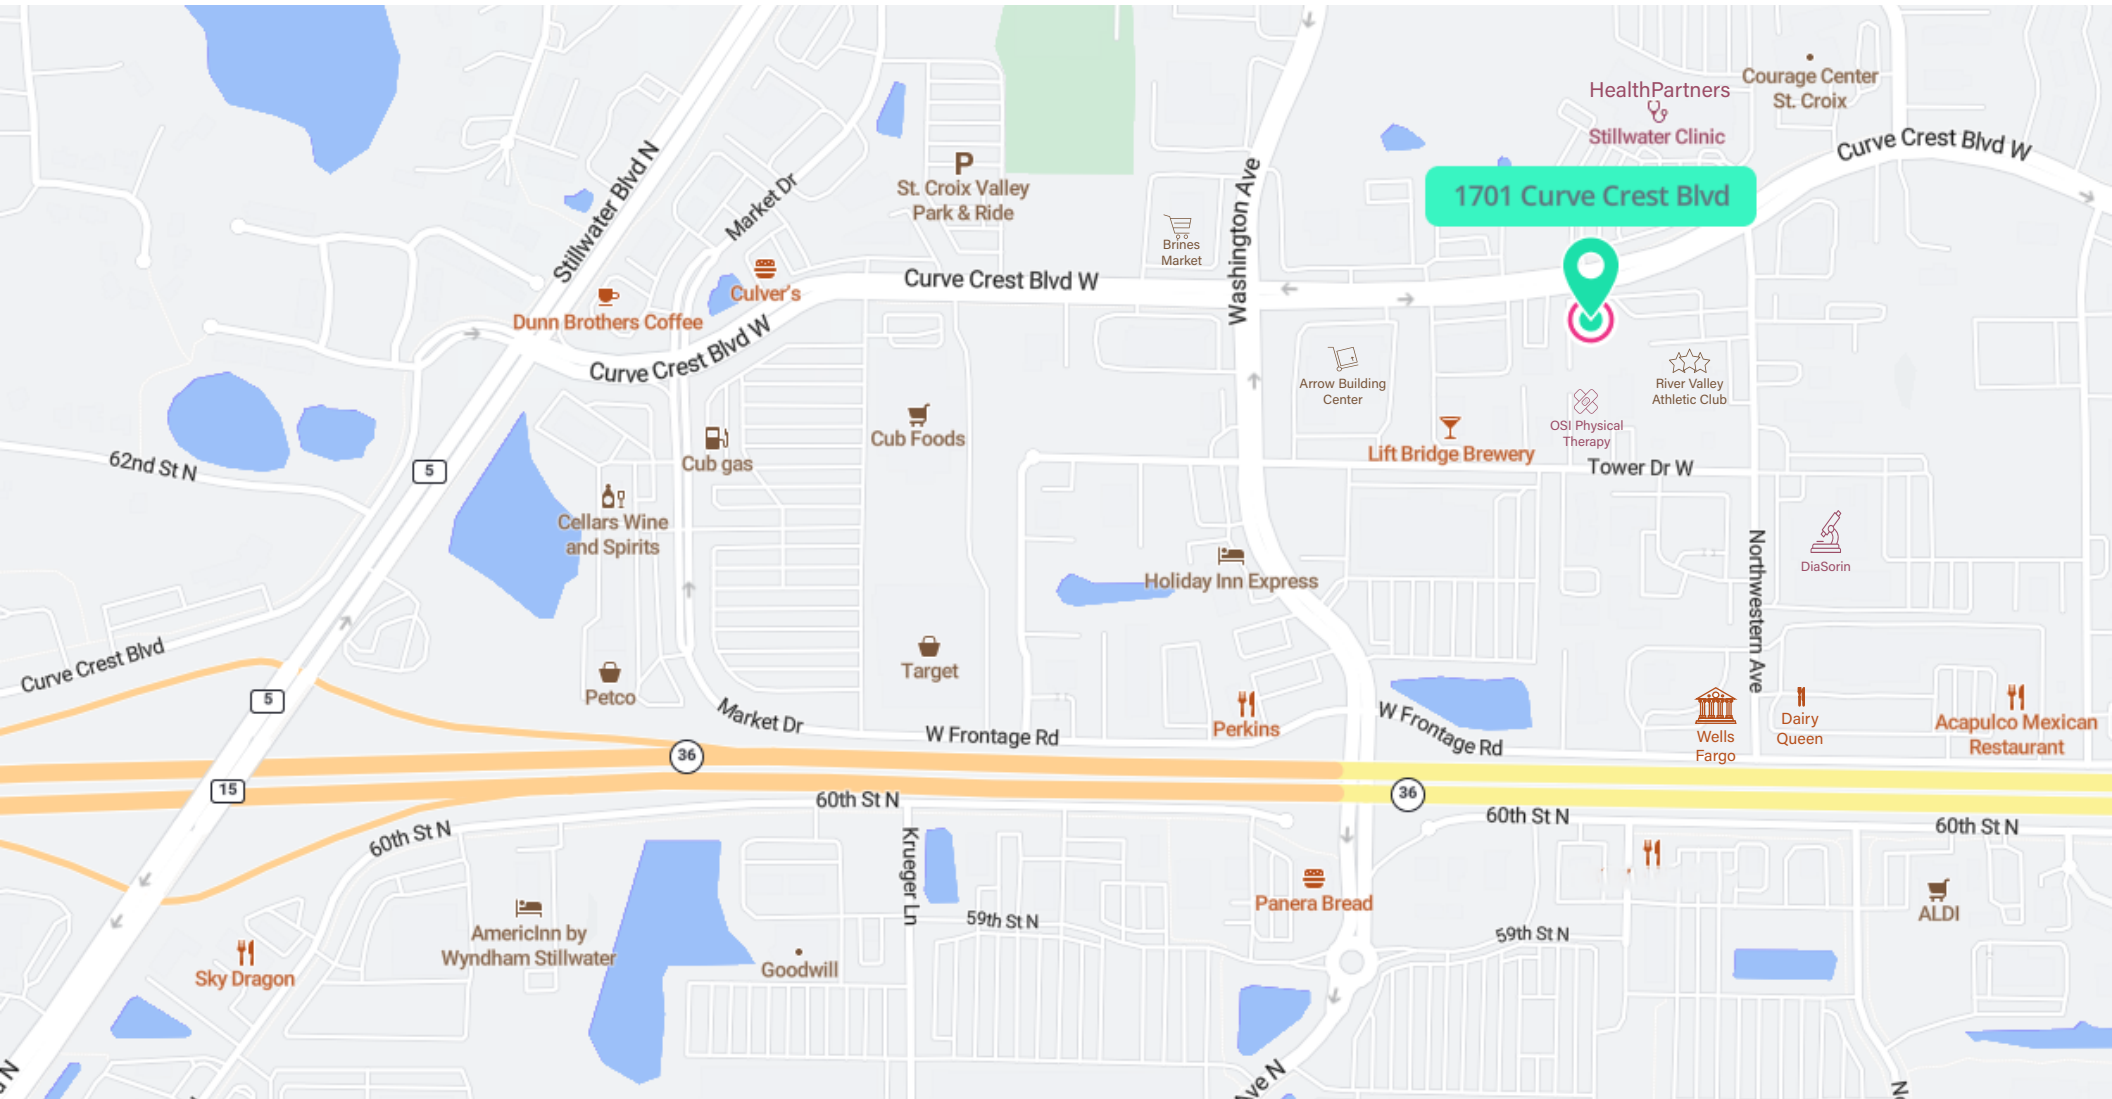 HealthPartners
Stillwater Clinic
Courage Center
St. Croix
Curve Crest Blvd W
1701 Curve Crest Blvd
Stillwater Blvd N
Market Dr
P
St. Croix Valley
Park & Ride
Washington Ave
Brines
Market
Culver's
Dunn Brothers Coffee
Curve Crest Blvd W
Curve Crest Blvd W
Arrow Building
Center
River Valley
Athletic Club
OSI Physical
Therapy
Lift Bridge Brewery
Tower Dr W
Cub Foods
Cub gas
62nd St N
5
Cellars Wine
and Spirits
Holiday Inn Express
Northwestern Ave
DiaSorin
Curve Crest Blvd
5
Petco
Target
Market Dr
W Frontage Rd
Perkins
W Frontage Rd
Wells
Fargo
Dairy
Queen
Acapulco Mexican
Restaurant
36
15
36
60th St N
60th St N
60th St N
60th St N
Krueger Ln
59th St N
Panera Bread
59th St N
ALDI
AmericInn by
Wyndham Stillwater
Goodwill
Sky Dragon
Ave N